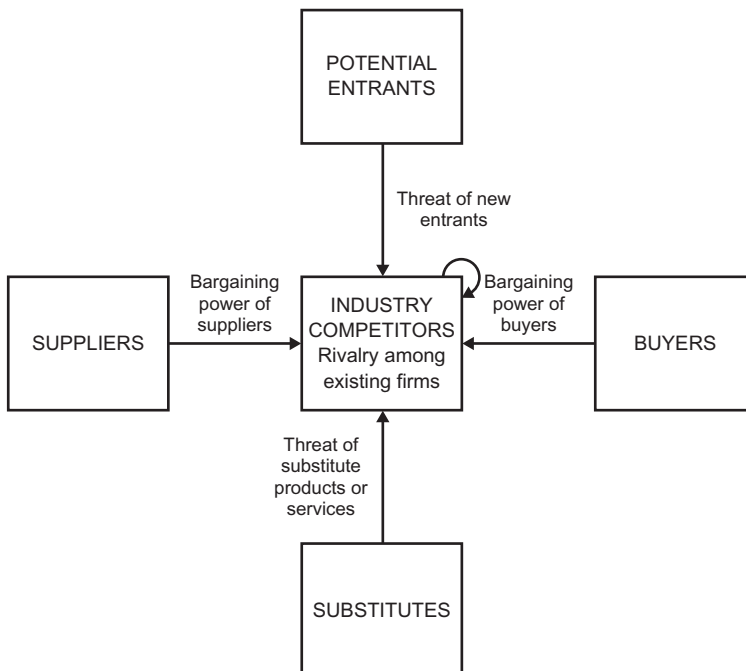 POTENTIAL
ENTRANTS
Threat of new
entrants
Bargaining
power of
suppliers
SUPPLIERS
INDUSTRY
COMPETITORS
Rivalry among
existing firms
Bargaining
power of
buyers
BUYERS
Threat of
substitute
products or
services
SUBSTITUTES